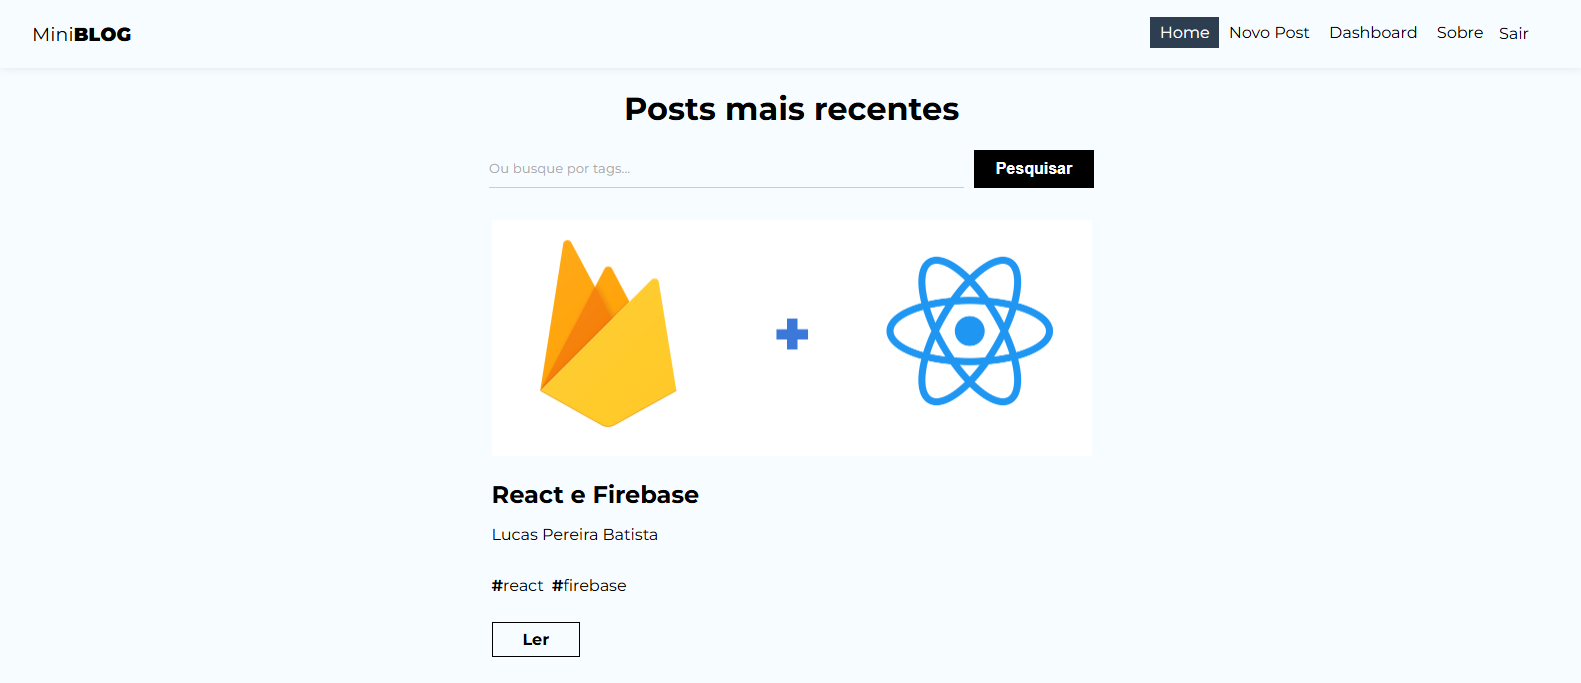 MiniBLOG
Home Novo Post Dashboard Sobre Sair
Posts mais recentes
Ou busque por tags...
Pesquisar
React e Firebase
Lucas Pereira Batista
#react #firebase
Ler